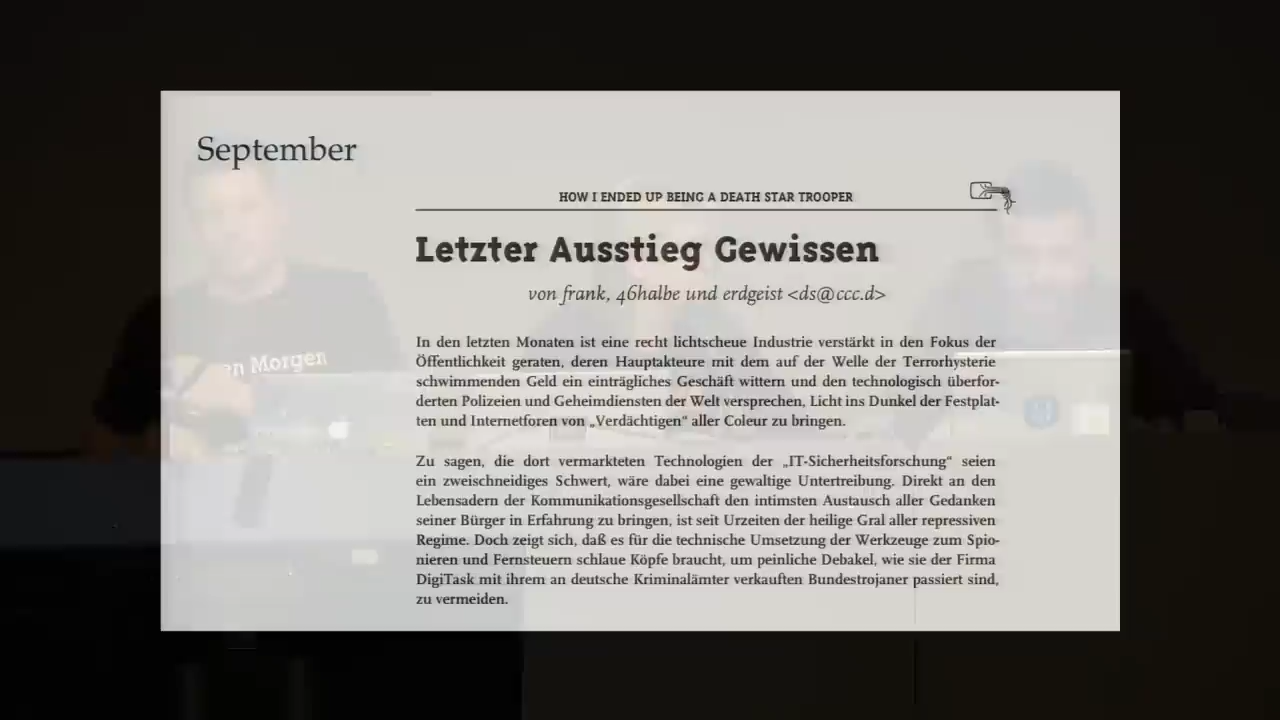 September
HOW I ENDED UP BEING A DEATH STAR TROOPER
Letzter Ausstieg Gewissen
von frank, 46halbe und erdgeist <ds@ccc.d>
In den letzten Monaten ist eine recht lichtscheue Industrie verstärkt in den Fokus der
Öffentlichkeit geraten, deren Hauptakteure mit dem auf der Welle der Terrorhysterie
schwimmenden Geld ein einträgliches Geschäft wittern und den technologisch überfor-
derten Polizeien und Geheimdiensten der Welt versprechen, Licht ins Dunkel der Festplat-
ten und Internetforen von „Verdächtigen“ aller Coleur zu bringen.
Zu sagen, die dort vermarkteten Technologien der „IT-Sicherheitsforschung“ seien
ein zweischneidiges Schwert, wäre dabei eine gewaltige Untertreibung. Direkt an den
Lebensadern der Kommunikationsgesellschaft den intimsten Austausch aller Gedanken
seiner Bürger in Erfahrung zu bringen, ist seit Urzeiten der heilige Gral aller repressiven
Regime. Doch zeigt sich, daß es für die technische Umsetzung der Werkzeuge zum Spio-
nieren und Fernsteuern schlaue Köpfe braucht, um peinliche Debakel, wie sie der Firma
DigiTask mit ihrem an deutsche Kriminalämter verkauften Bundestrojaner passiert sind,
zu vermeiden.
Morgen